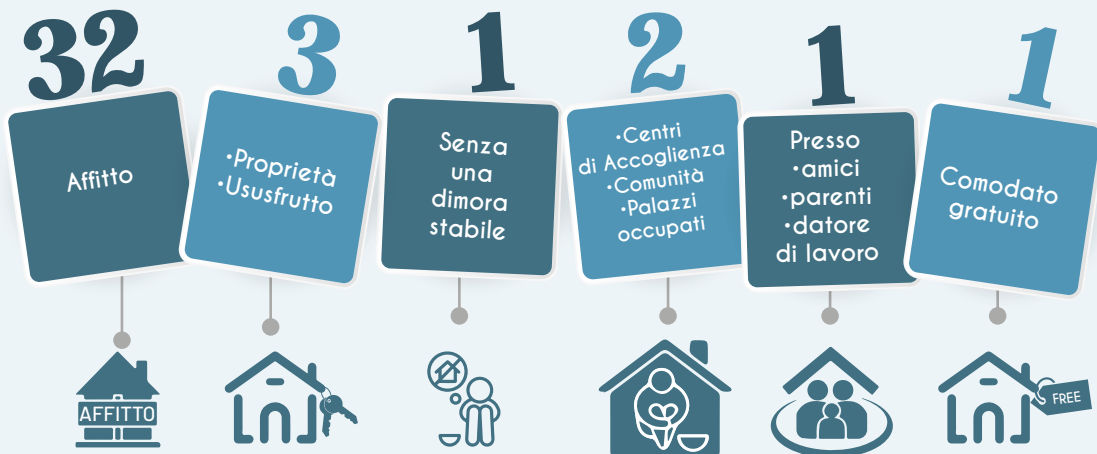 32
Affitto
3
•Proprietà
•Ususfrutto
1
Senza
una
dimora
stabile
2
•Centri
di Accoglienza
•Comunità
•Palazzi
occupati
1
Presso
•amici
•parenti
•datore
di lavoro
1
Comodato
gratuito
AFFITTO
FREE